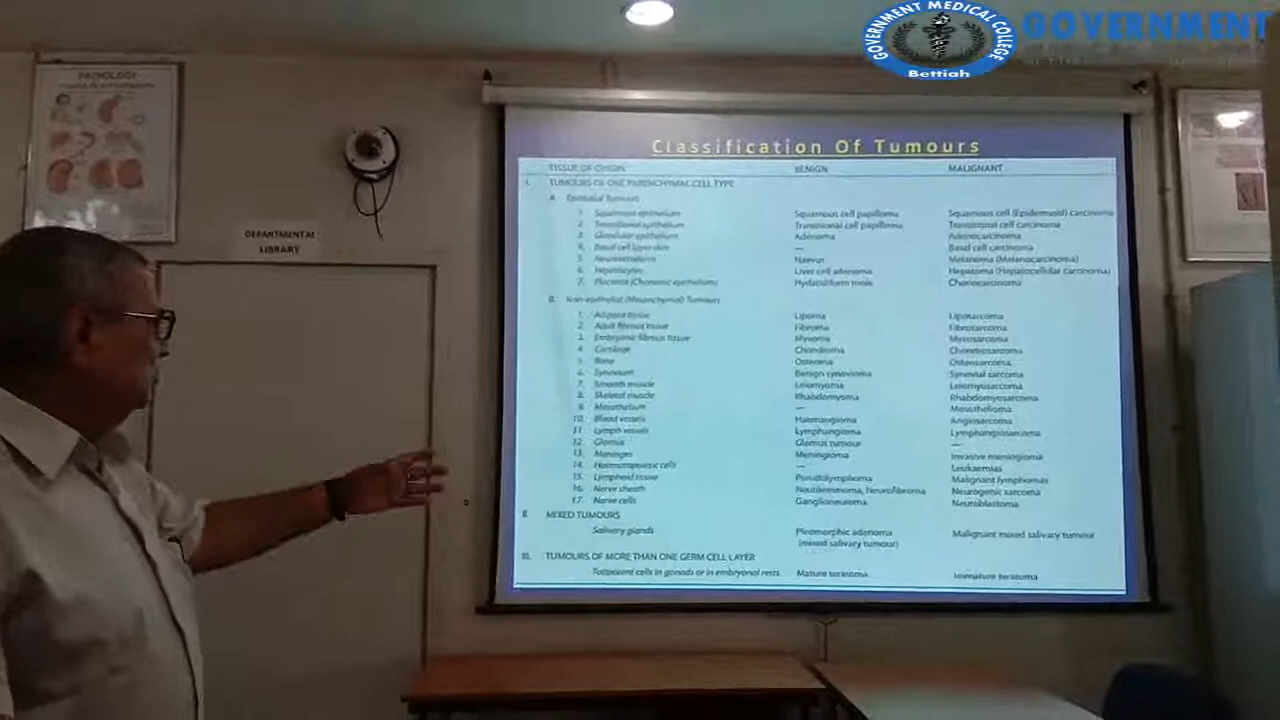 GOVERNMENT MEDICAL COLLEGE
Bettiah
GOVERNMENT
PATHOLOGY
DEPARTMENTAL
LIBRARY
Classification Of Tumours
TISSUE OF ORIGIN BENIGN MALIGNANT
I. TUMOURS OF ONE PARENCHYMAL CELL TYPE
A. Epithelial Tumours
1. Squamous epithelium Squamous cell papilloma Squamous cell (Epidermoid) carcinoma
2. Transitional epithelium Transitional cell papilloma Transitional cell carcinoma
3. Glandular epithelium Adenoma Adenocarcinoma
4. Basal cell layer skin — Basal cell carcinoma
5. Neuroectoderm Naevus Melanoma (Melanocarcinoma)
6. Hepatocytes Liver cell adenoma Hepatoma (Hepatocellular carcinoma)
7. Placenta (Chorionic epithelium) Hydatidiform mole Choriocarcinoma
B. Non-epithelial (Mesenchymal) Tumours
1. Adipose tissue Lipoma Liposarcoma
2. Adult fibrous tissue Fibroma Fibrosarcoma
3. Embryonic fibrous tissue Myxoma Myxosarcoma
4. Cartilage Chondroma Chondrosarcoma
5. Bone Osteoma Osteosarcoma
6. Synovium Benign synovioma Synovial sarcoma
7. Smooth muscle Leiomyoma Leiomyosarcoma
8. Skeletal muscle Rhabdomyoma Rhabdomyosarcoma
9. Mesothelium — Mesothelioma
10. Blood vessels Haemangioma Angiosarcoma
11. Lymph vessels Lymphangioma Lymphangiosarcoma
12. Glomus Glomus tumour —
13. Meninges Meningioma Invasive meningioma
14. Haematopoietic cells — Leukaemias
15. Lymphoid tissue Pseudolymphoma Malignant lymphomas
16. Nerve sheath Neurilemmoma, Neurofibroma Neurogenic sarcoma
17. Nerve cells Ganglioneuroma Neuroblastoma
II. MIXED TUMOURS
Salivary glands Pleomorphic adenoma Malignant mixed salivary tumour
(mixed salivary tumour)
III. TUMOURS OF MORE THAN ONE GERM CELL LAYER
Totipotent cells in gonads or in embryonal rests Mature teratoma Immature teratoma